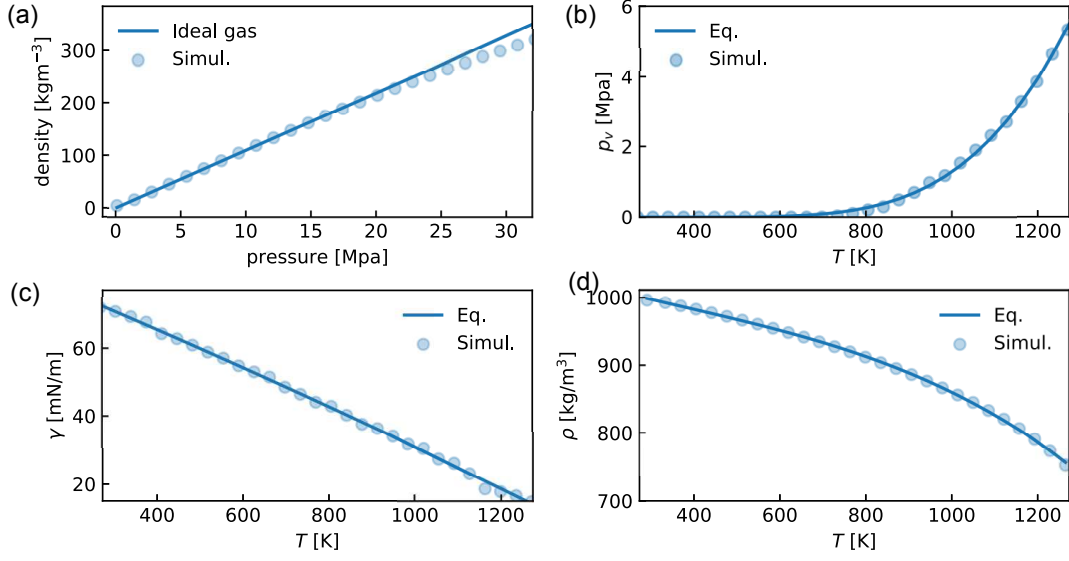 (a)
Ideal gas
Simul.
density [kgm⁻³]
300
200
100
0
0 5 10 15 20 25 30
pressure [Mpa]
(b)
Eq.
Simul.
p_v [Mpa]
6
4
2
0
400 600 800 1000 1200
T [K]
(c)
Eq.
Simul.
γ [mN/m]
60
40
20
400 600 800 1000 1200
T [K]
(d)
Eq.
Simul.
ρ [kg/m³]
1000
900
800
700
400 600 800 1000 1200
T [K]